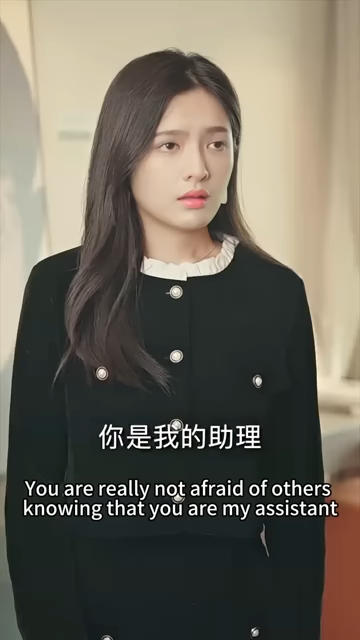 你是我的助理
You are really not afraid of others
knowing that you are my assistant